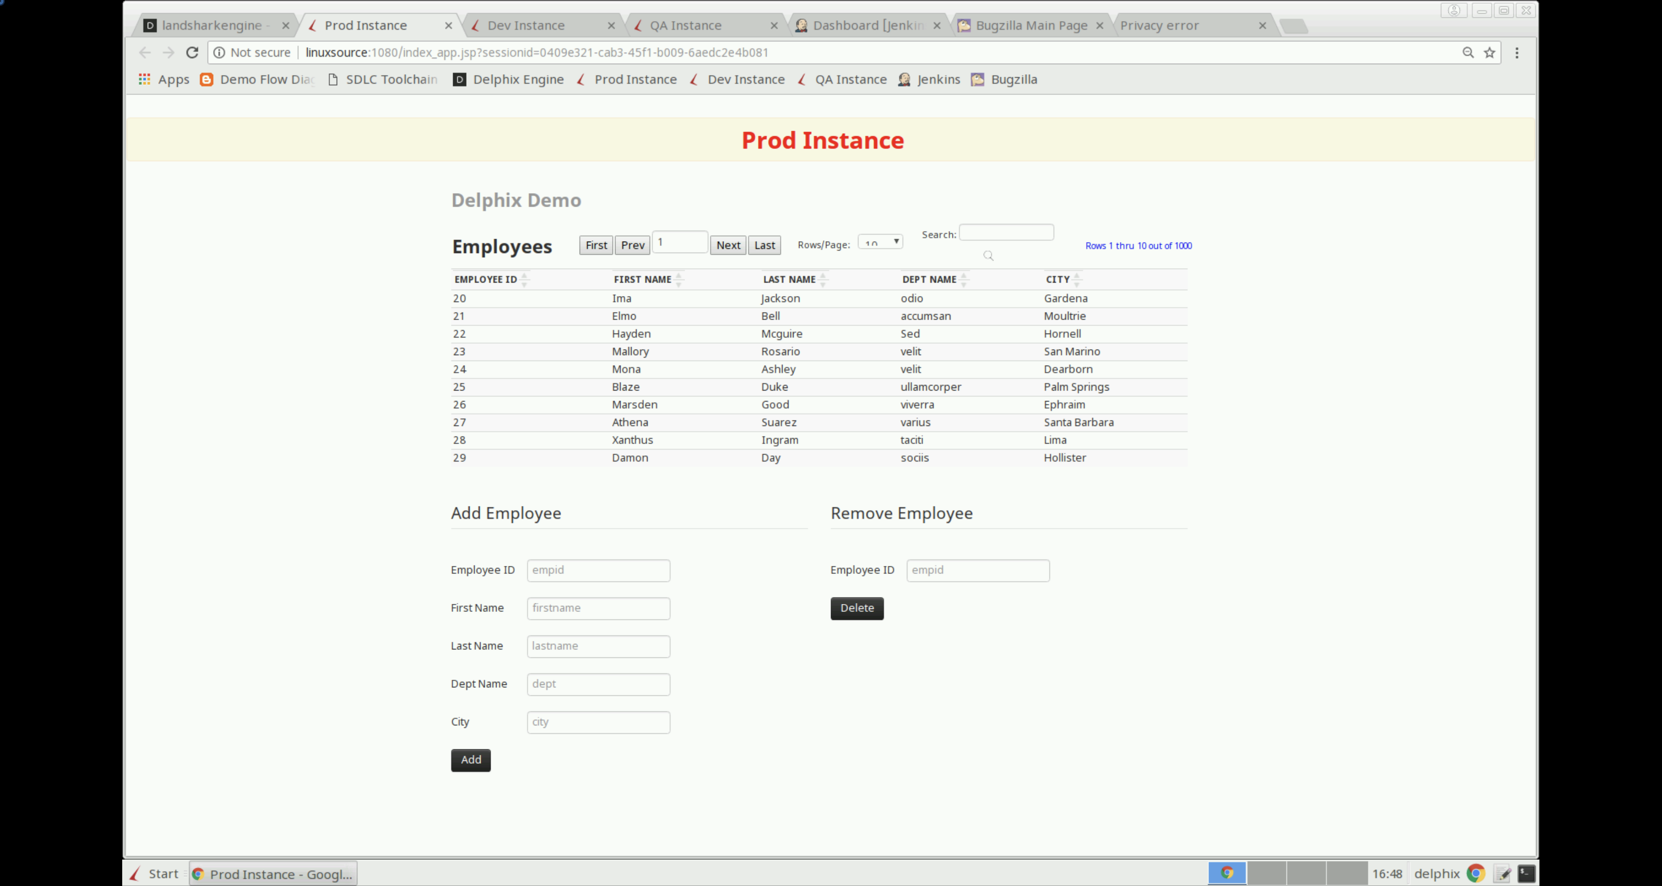 landsharkengine -
Prod Instance
Dev Instance
QA Instance
Dashboard [Jenkin
Bugzilla Main Page
Privacy error
Not secure | linuxsource:1080/index_app.jsp?sessionid=0409e321-cab3-45f1-b009-6aedc2e4b081
Apps Demo Flow Dia SDLC Toolchain Delphix Engine Prod Instance Dev Instance QA Instance Jenkins Bugzilla
Prod Instance
Delphix Demo
Employees First Prev 1 Next Last Rows/Page: 10 Search: Rows 1 thru 10 out of 1000
EMPLOYEE ID FIRST NAME LAST NAME DEPT NAME CITY
20 Ima Jackson odio Gardena
21 Elmo Bell accumsan Moultrie
22 Hayden Mcguire Sed Hornell
23 Mallory Rosario velit San Marino
24 Mona Ashley velit Dearborn
25 Blaze Duke ullamcorper Palm Springs
26 Marsden Good viverra Ephraim
27 Athena Suarez varius Santa Barbara
28 Xanthus Ingram taciti Lima
29 Damon Day sociis Hollister
Add Employee
Employee ID empid
First Name firstname
Last Name lastname
Dept Name dept
City city
Add
Remove Employee
Employee ID empid
Delete
Start Prod Instance - Googl... 16:48 delphix